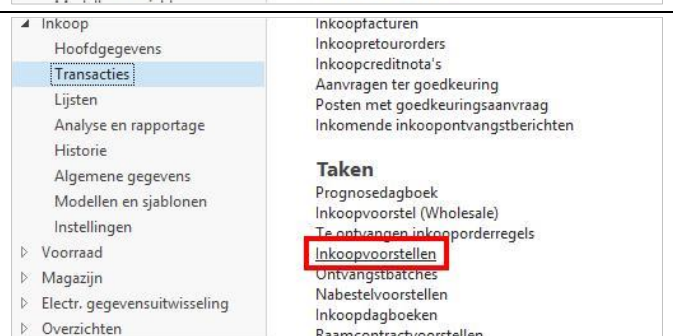 Inkoop
Hoofdgegevens
Transacties
Lijsten
Analyse en rapportage
Historie
Algemene gegevens
Modellen en sjablonen
Instellingen
Voorraad
Magazijn
Electr. gegevensuitwisseling
Overzichten
Inkoopfacturen
Inkoopretourorders
Inkoopcreditnota's
Aanvragen ter goedkeuring
Posten met goedkeuringsaanvraag
Inkomende inkoopontvangstberichten
Taken
Prognosedagboek
Inkoopvoorstel (Wholesale)
Te ontvangen inkooporderregels
Inkoopvoorstellen
Ontvangstbatches
Nabestelvoorstellen
Inkoopdagboeken
Raamcontractvoorstellen